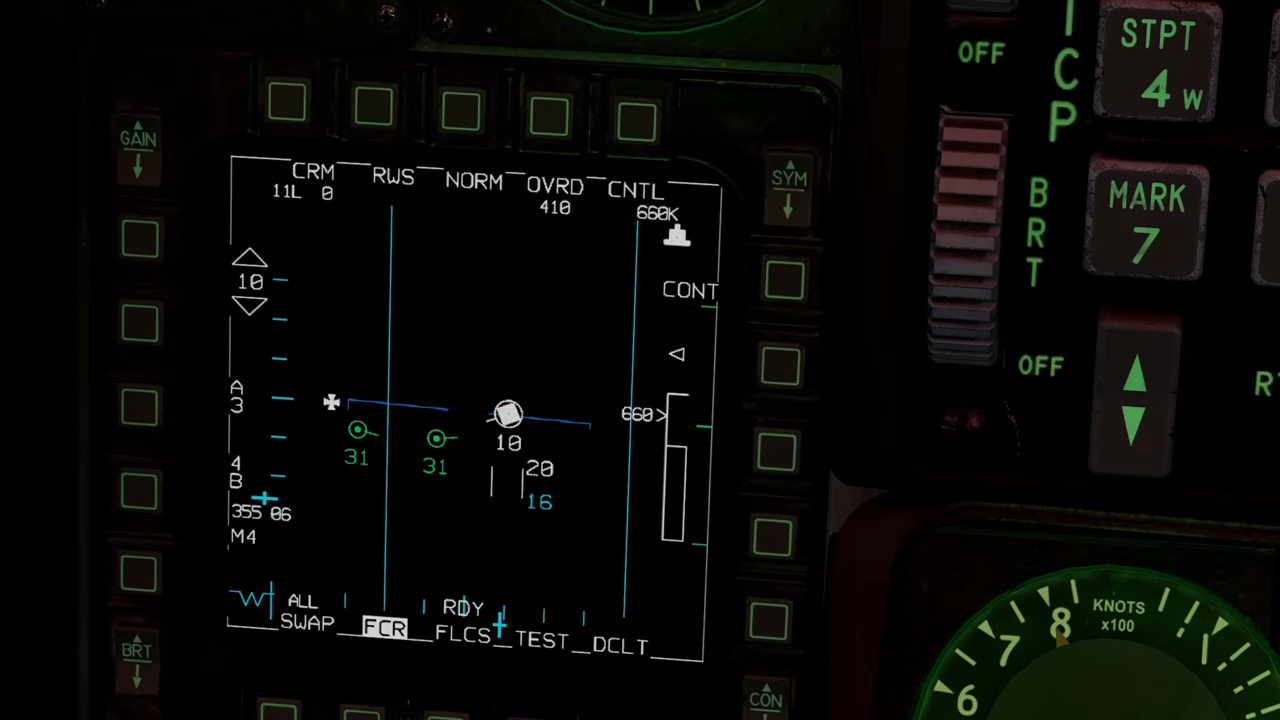 GAIN
CRM RWS NORM OVRD CNTL
11L 0 410 660K
SYM
10
CONT
A
3
660>
31 31 10
20
16
4
B
355 06
M4
W
ALL RDY
SWAP FCR FLCS TEST DCLT
BRT
CON
OFF
ICP
STPT
4 W
BRT
MARK
7
OFF
KNOTS
x100
6 7 8